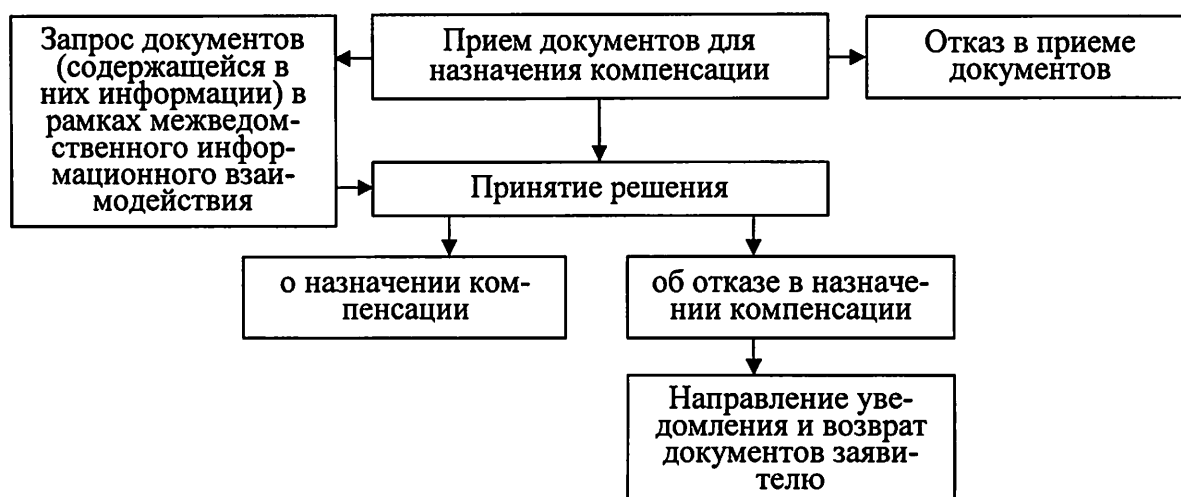 Запрос документов
(содержащейся в
них информации) в
рамках межведом-
ственного инфор-
мационного взаи-
модействия
Прием документов для
назначения компенсации
Отказ в приеме
документов
Принятие решения
о назначении ком-
пенсации
об отказе в назначе-
нии компенсации
Направление уве-
домления и возврат
документов заяви-
телю